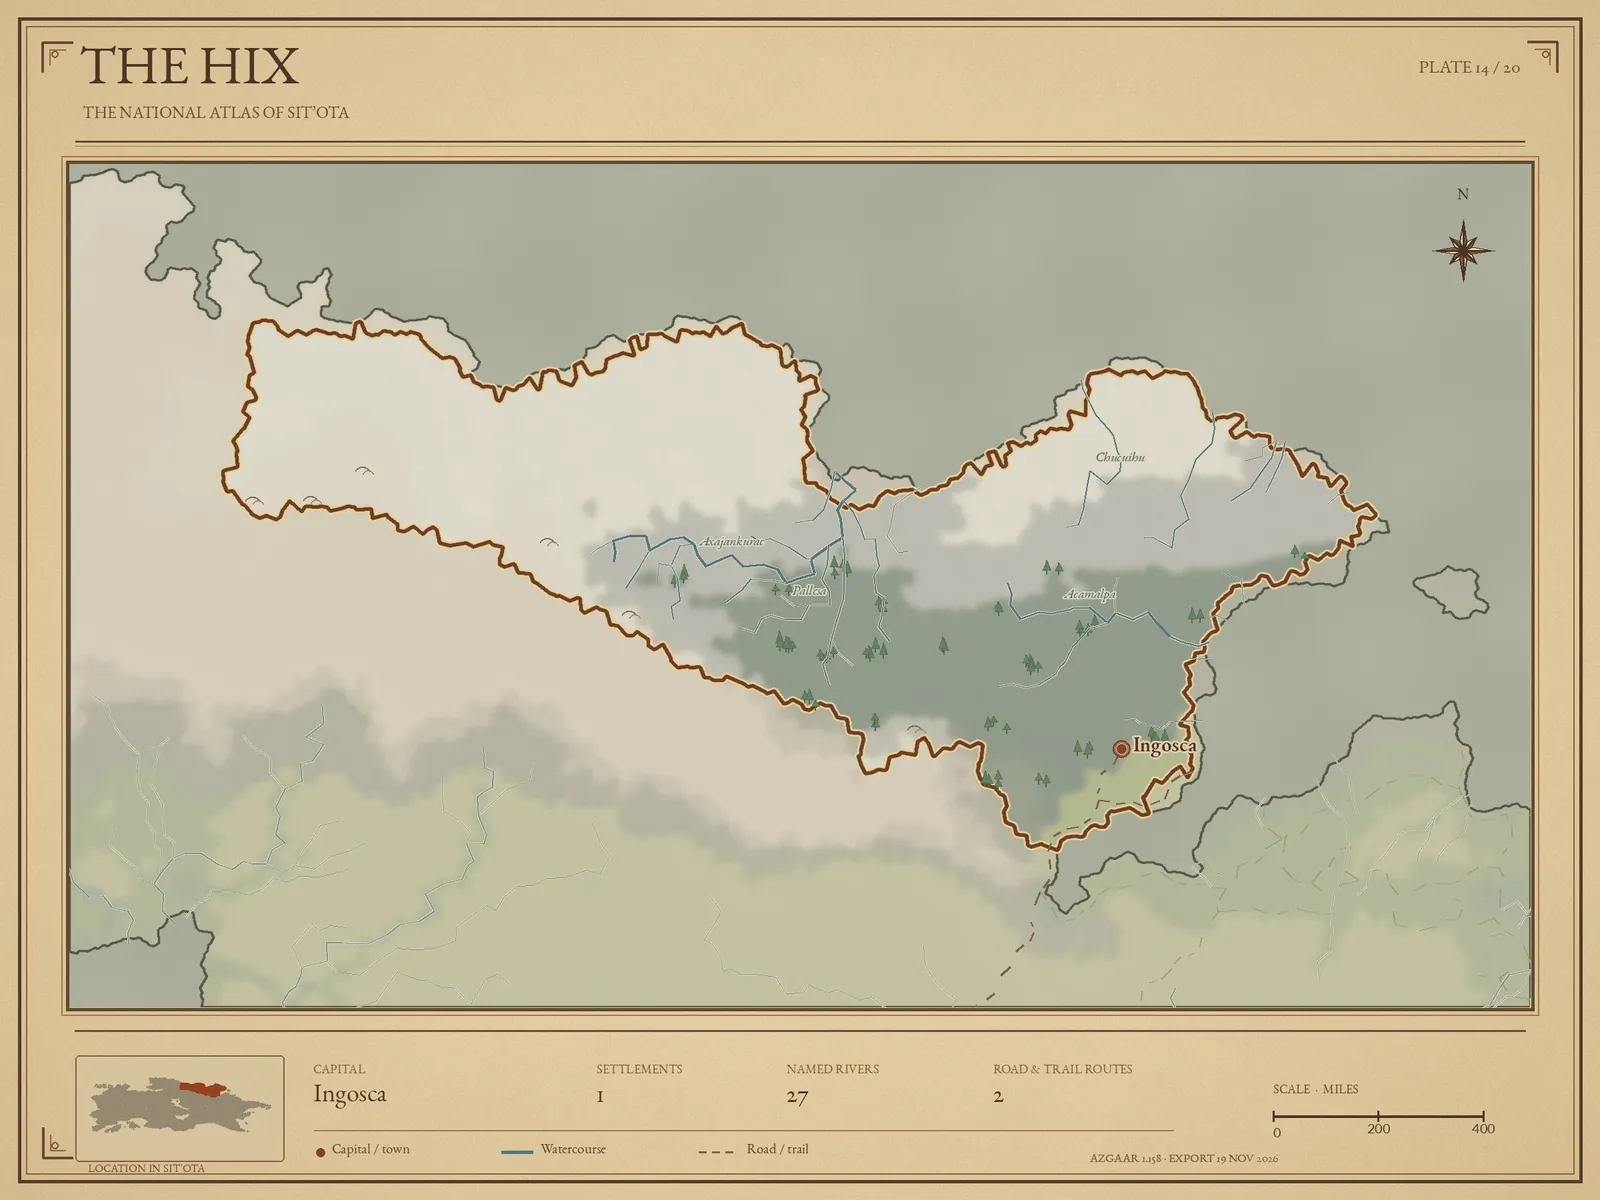 THE HIX
PLATE 14 / 20
THE NATIONAL ATLAS OF SIT'OTA
N
Chucuihu
Axajankurac
Pallesa
Acamalpa
Ingosca
CAPITAL
Ingosca
SETTLEMENTS
1
NAMED RIVERS
27
ROAD & TRAIL ROUTES
2
SCALE · MILES
0 200 400
Capital / town
Watercourse
Road / trail
LOCATION IN SIT'OTA
AZGAAR 1.158 · EXPORT 19 NOV 2026